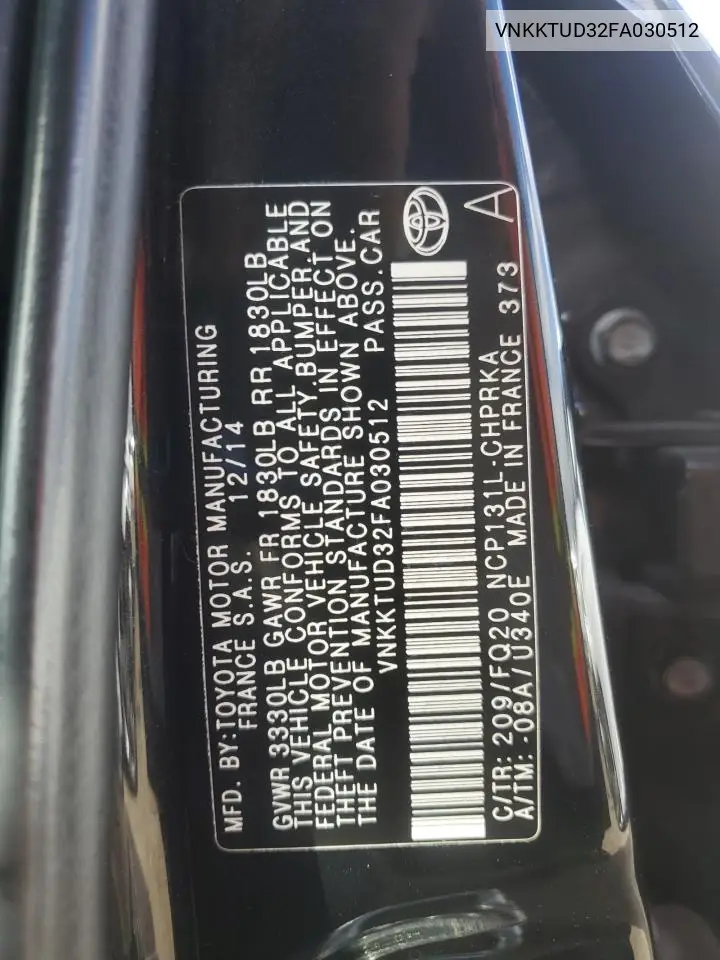 VNKKTUD32FA030512
MFD. BY:TOYOTA MOTOR MANUFACTURING
FRANCE S.A.S. 12/14
GVWR 3330LB GAWR FR 1830LB RR 1830LB
THIS VEHICLE CONFORMS TO ALL APPLICABLE
FEDERAL MOTOR VEHICLE SAFETY,BUMPER,AND
THEFT PREVENTION STANDARDS IN EFFECT ON
THE DATE OF MANUFACTURE SHOWN ABOVE.
VNKKTUD32FA030512 PASS.CAR
C/TR: 209/FQ20 NCP131L-CHPRKA
A/TM: -08A/U340E MADE IN FRANCE 373
A